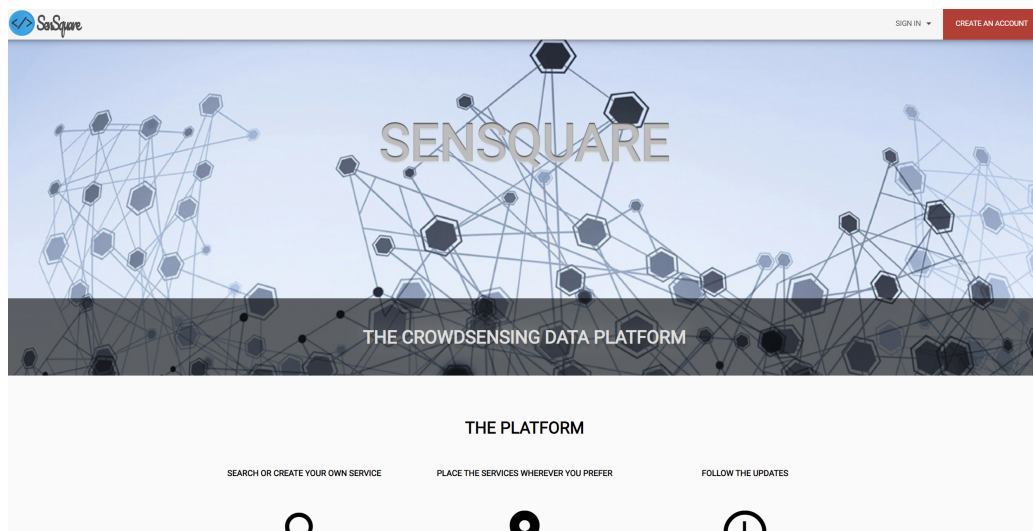 </> SenSquare
SIGN IN
CREATE AN ACCOUNT
SENSQUARE
THE CROWDSENSING DATA PLATFORM
THE PLATFORM
SEARCH OR CREATE YOUR OWN SERVICE
PLACE THE SERVICES WHEREVER YOU PREFER
FOLLOW THE UPDATES